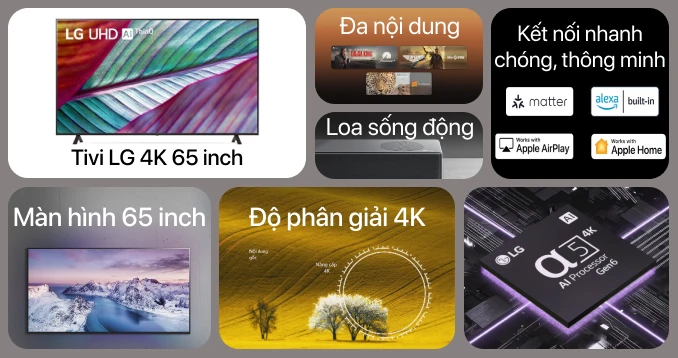 LG UHD AI ThinQ
Tivi LG 4K 65 inch
Đa nội dung
Loa sống động
Kết nối nhanh
chóng, thông minh
matter
alexa built-in
Works with
Apple AirPlay
Works with
Apple Home
Màn hình 65 inch
Độ phân giải 4K
Nội dung
gốc
Nâng cấp
4K
LG
AI
α5 4K
AI Processor
Gen6